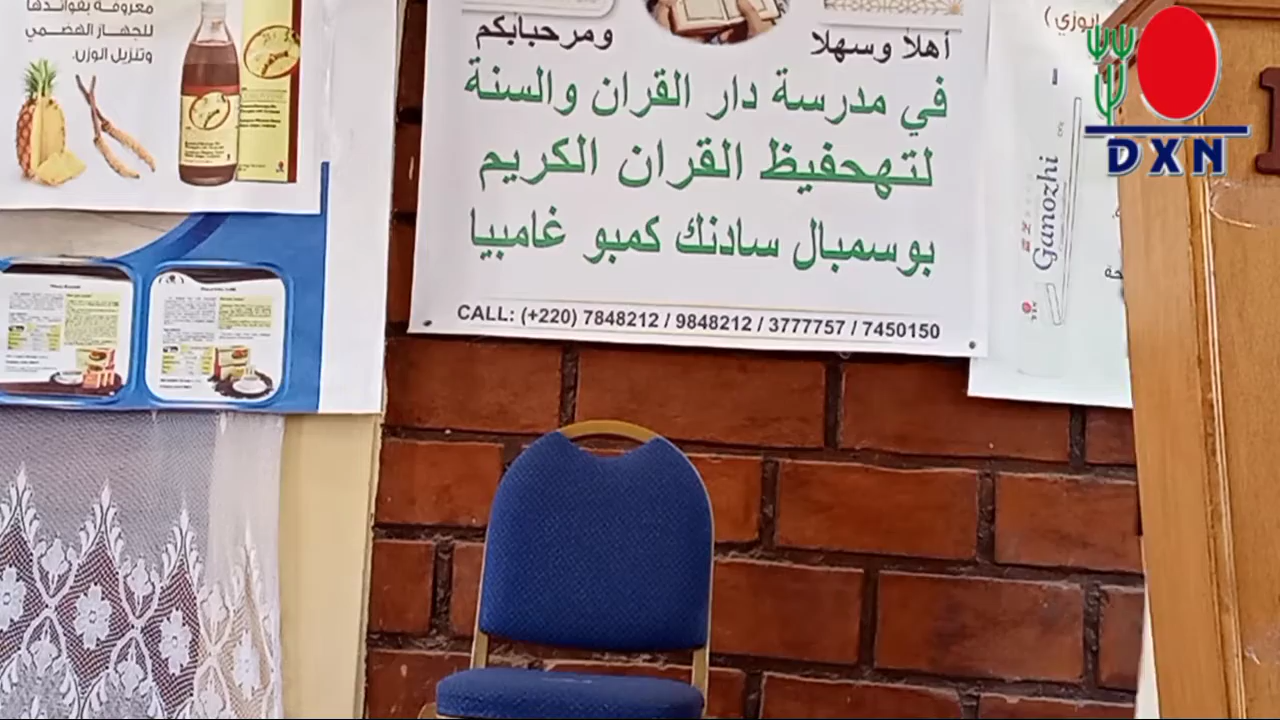 معروفة بفوائدها
للجهاز الهضمي
وتنزيل الوزن.
أهلا وسهلا ومرحبابكم
في مدرسة دار القران والسنة
لتهحفيظ القران الكريم
بوسمبال سادنك كمبو غامبيا
CALL: (+220) 7848212 / 9848212 / 3777757 / 7450150
Ganozhi
DXN